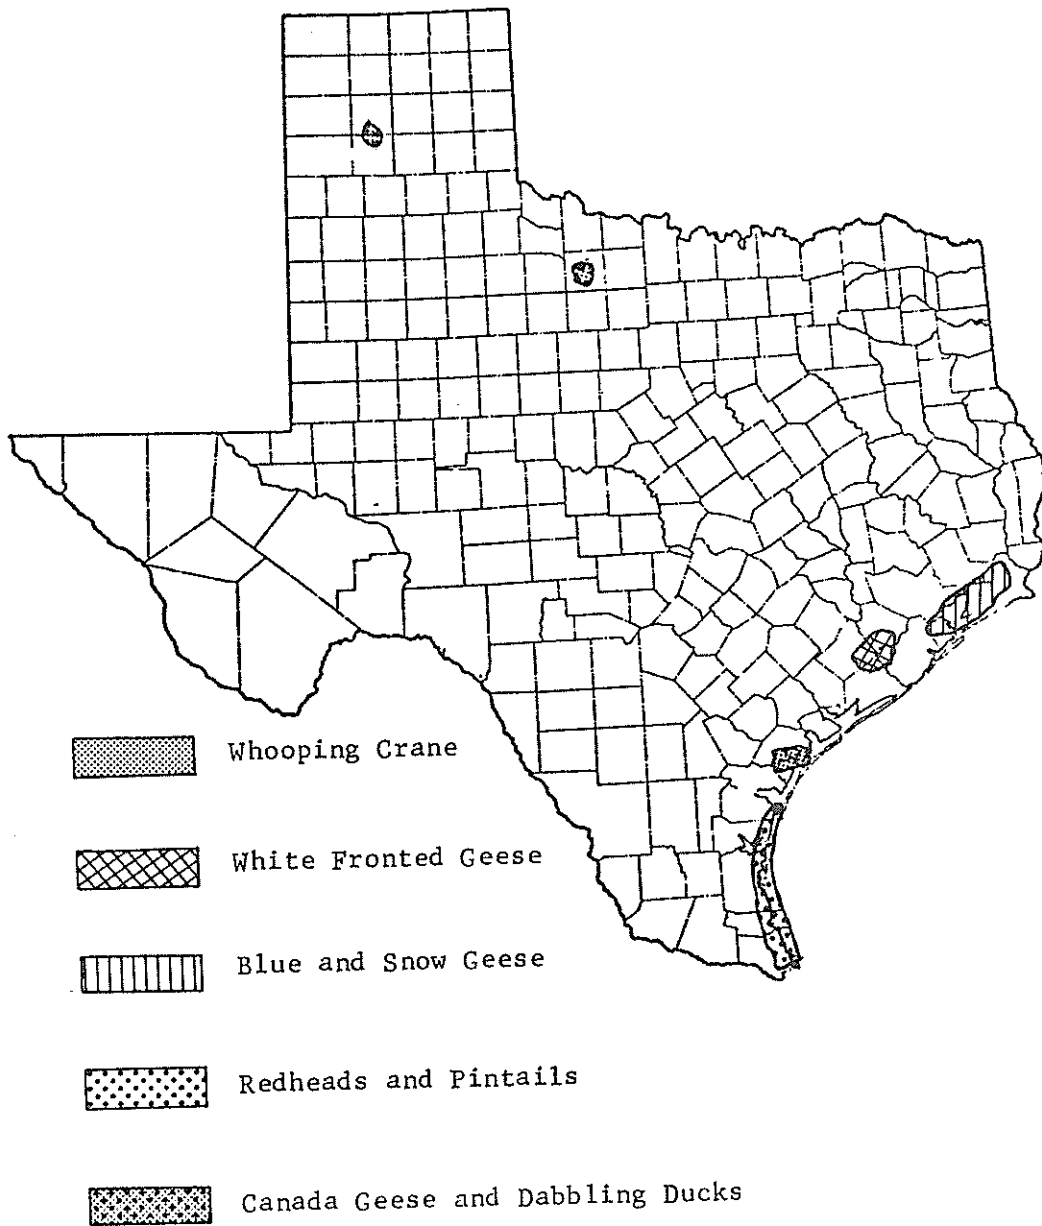 Whooping Crane
White Fronted Geese
Blue and Snow Geese
Redheads and Pintails
Canada Geese and Dabbling Ducks